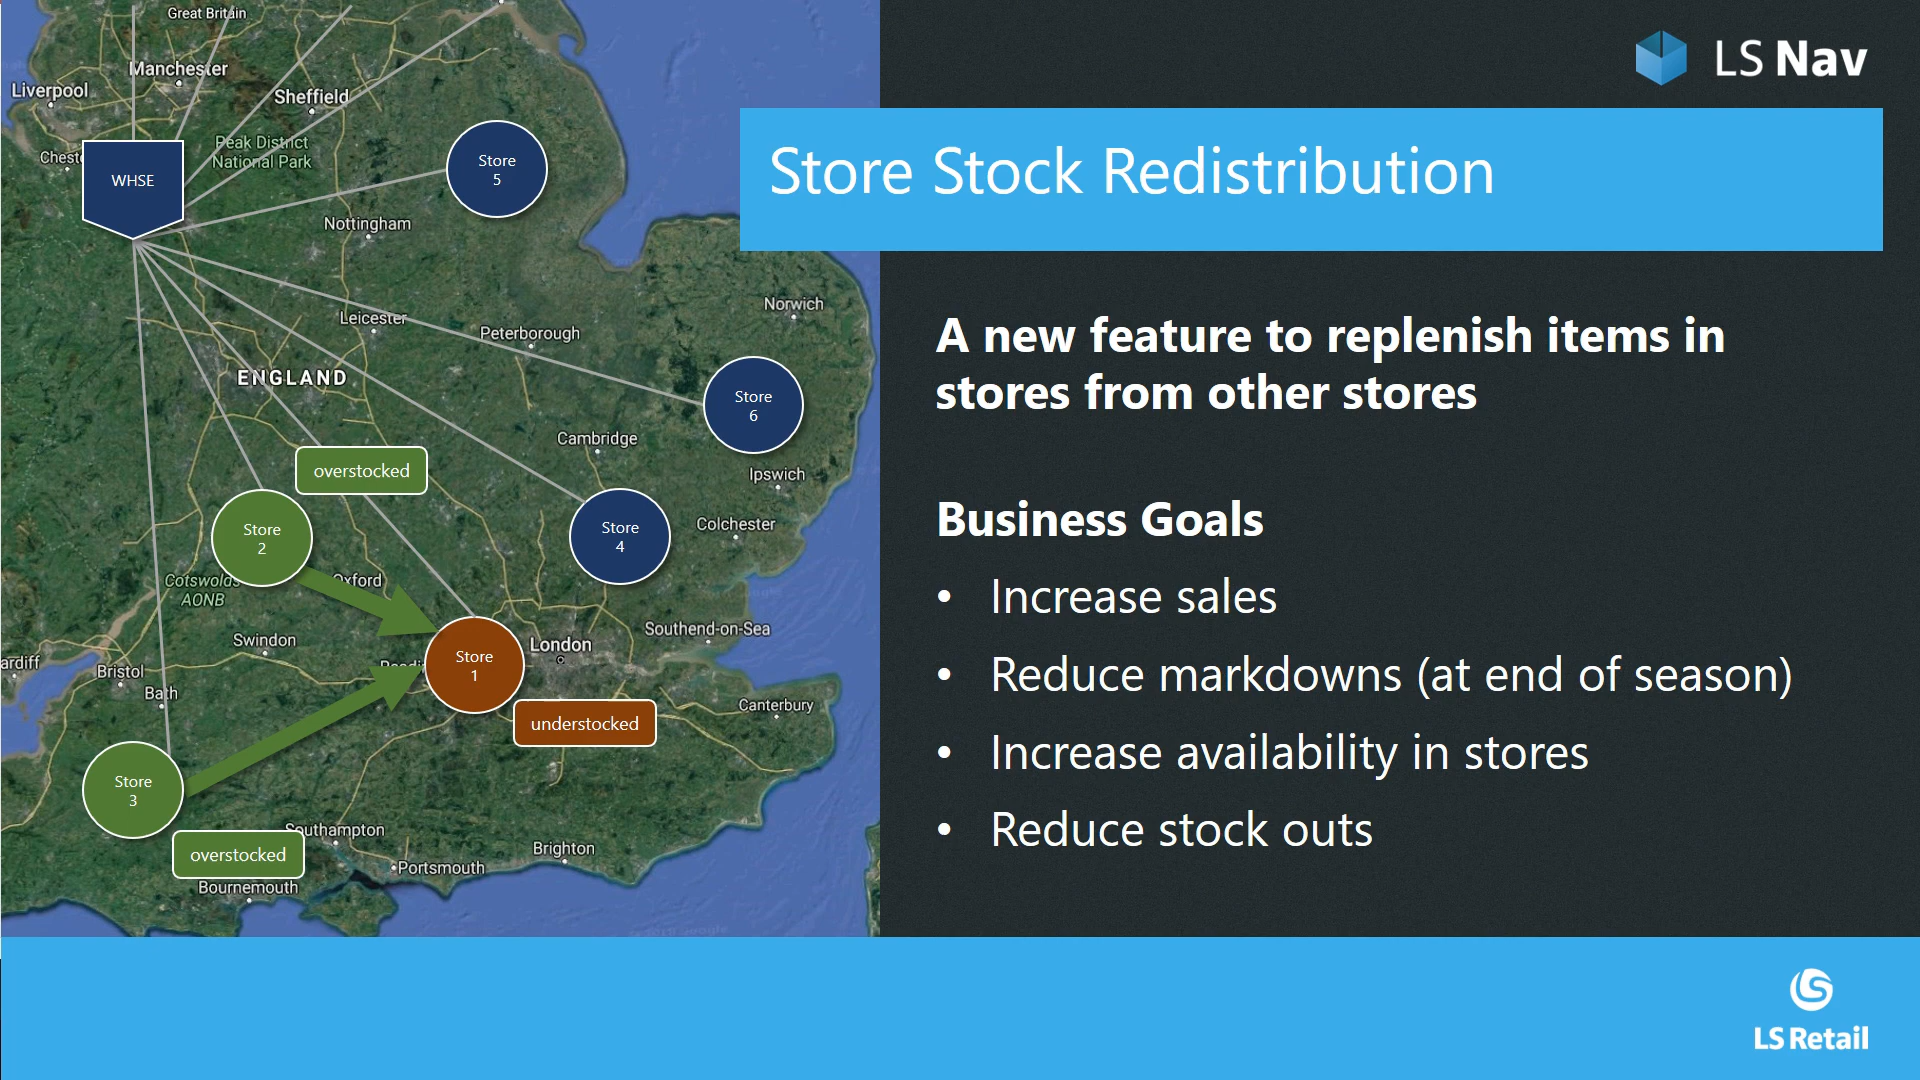 LS Nav
Store Stock Redistribution
A new feature to replenish items in
stores from other stores
Business Goals
• Increase sales
• Reduce markdowns (at end of season)
• Increase availability in stores
• Reduce stock outs
LS Retail
Great Britain
Manchester
Liverpool
Sheffield
Peak District
National Park
WHSE
Store
5
Nottingham
Norwich
Leicester
Peterborough
ENGLAND
Store
6
Cambridge
overstocked
Ipswich
Store
2
Store
4
Colchester
Cotswolds
AONB
Oxford
Swindon
London
Southend-on-Sea
Store
1
ardiff
Bristol
Bath
Canterbury
understocked
Store
3
Southampton
overstocked
Brighton
Portsmouth
Bournemouth